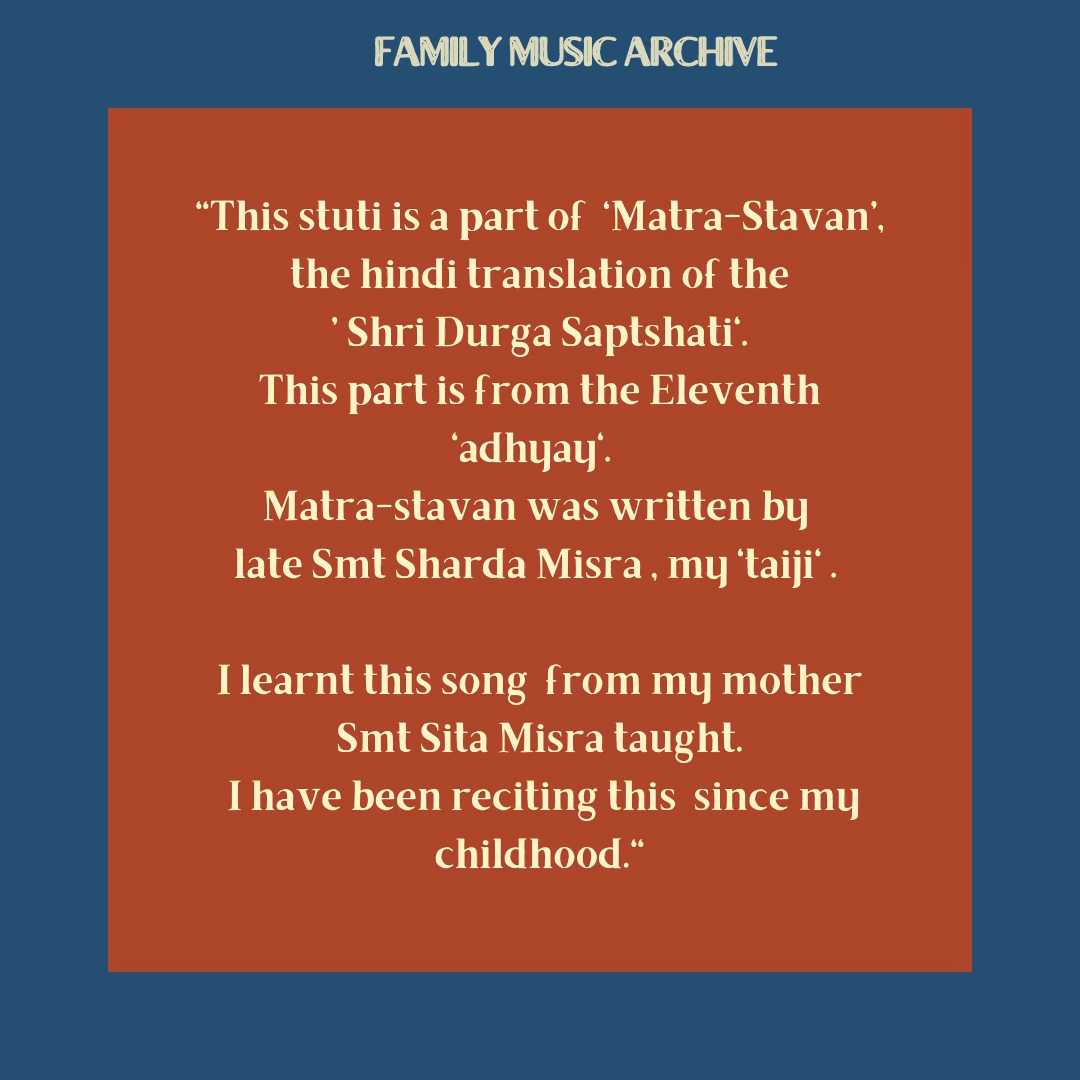 FAMILY MUSIC ARCHIVE
“This stuti is a part of ‘Matra-Stavan’,
the hindi translation of the
’ Shri Durga Saptshati‘.
This part is from the Eleventh
‘adhyay‘.
Matra-stavan was written by
late Smt Sharda Misra , my ‘taiji‘ .
I learnt this song from my mother
Smt Sita Misra taught.
I have been reciting this since my
childhood.“